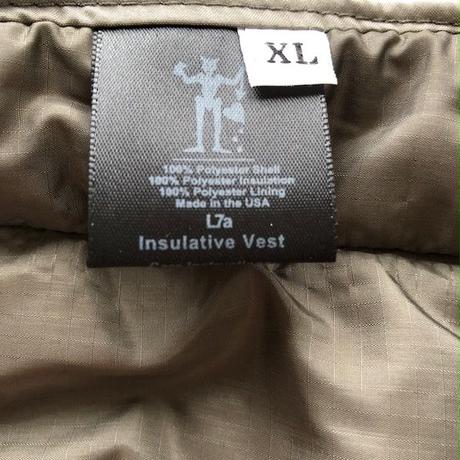 XL
100% Polyester Shell
100% Polyester Insulation
100% Polyester Lining
Made in the USA
L7a
Insulative Vest